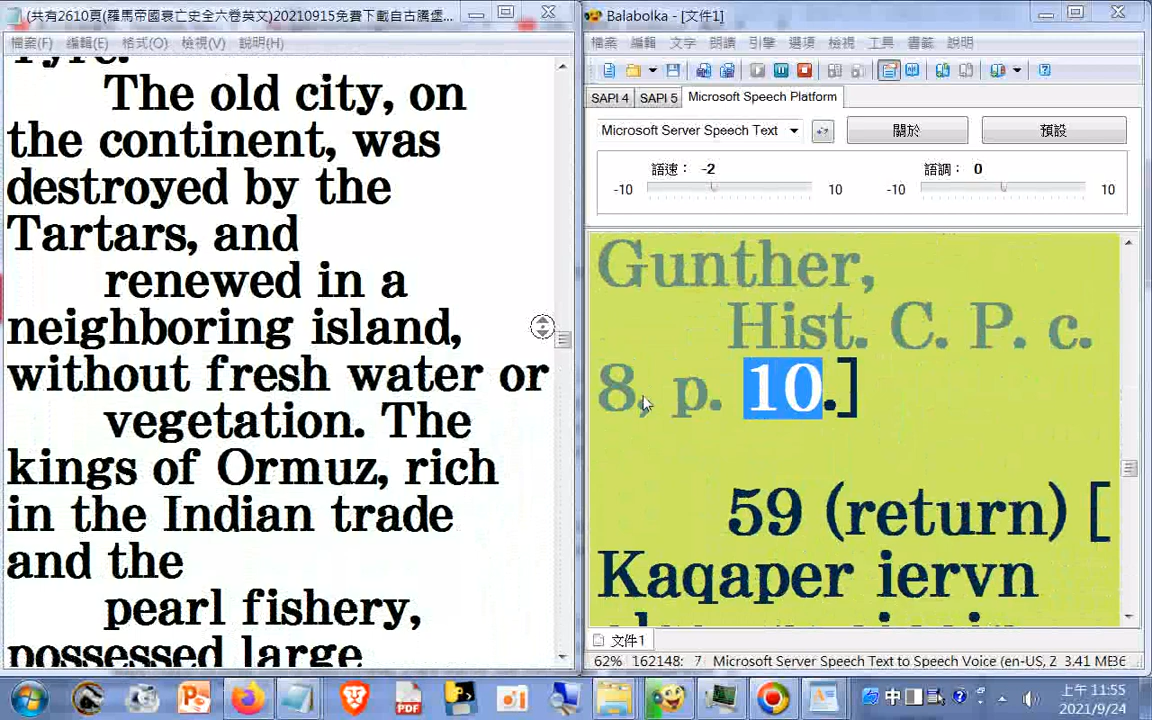 (共有2610頁(羅馬帝國衰亡史全六卷英文)20210915免費下載自古騰堡...
檔案(F) 編輯(E) 格式(O) 檢視(V) 說明(H)
Tyre.
The old city, on
the continent, was
destroyed by the
Tartars, and
renewed in a
neighboring island,
without fresh water or
vegetation. The
kings of Ormuz, rich
in the Indian trade
and the
pearl fishery,
possessed large
Balabolka - [文件1]
檔案 編輯 文字 朗讀 引擎 選項 檢視 工具 書籤 說明
SAPI 4 SAPI 5 Microsoft Speech Platform
Microsoft Server Speech Text 關於 預設
語速: -2 語調: 0
-10 10 -10 10
Gunther,
Hist. C. P. c.
8, p. 10.]
59 (return) [
Kaqaper iervn
文件1
62% 162148: 7 Microsoft Server Speech Text to Speech Voice (en-US, Z 3.41 MB
中
上午 11:55
2021/9/24